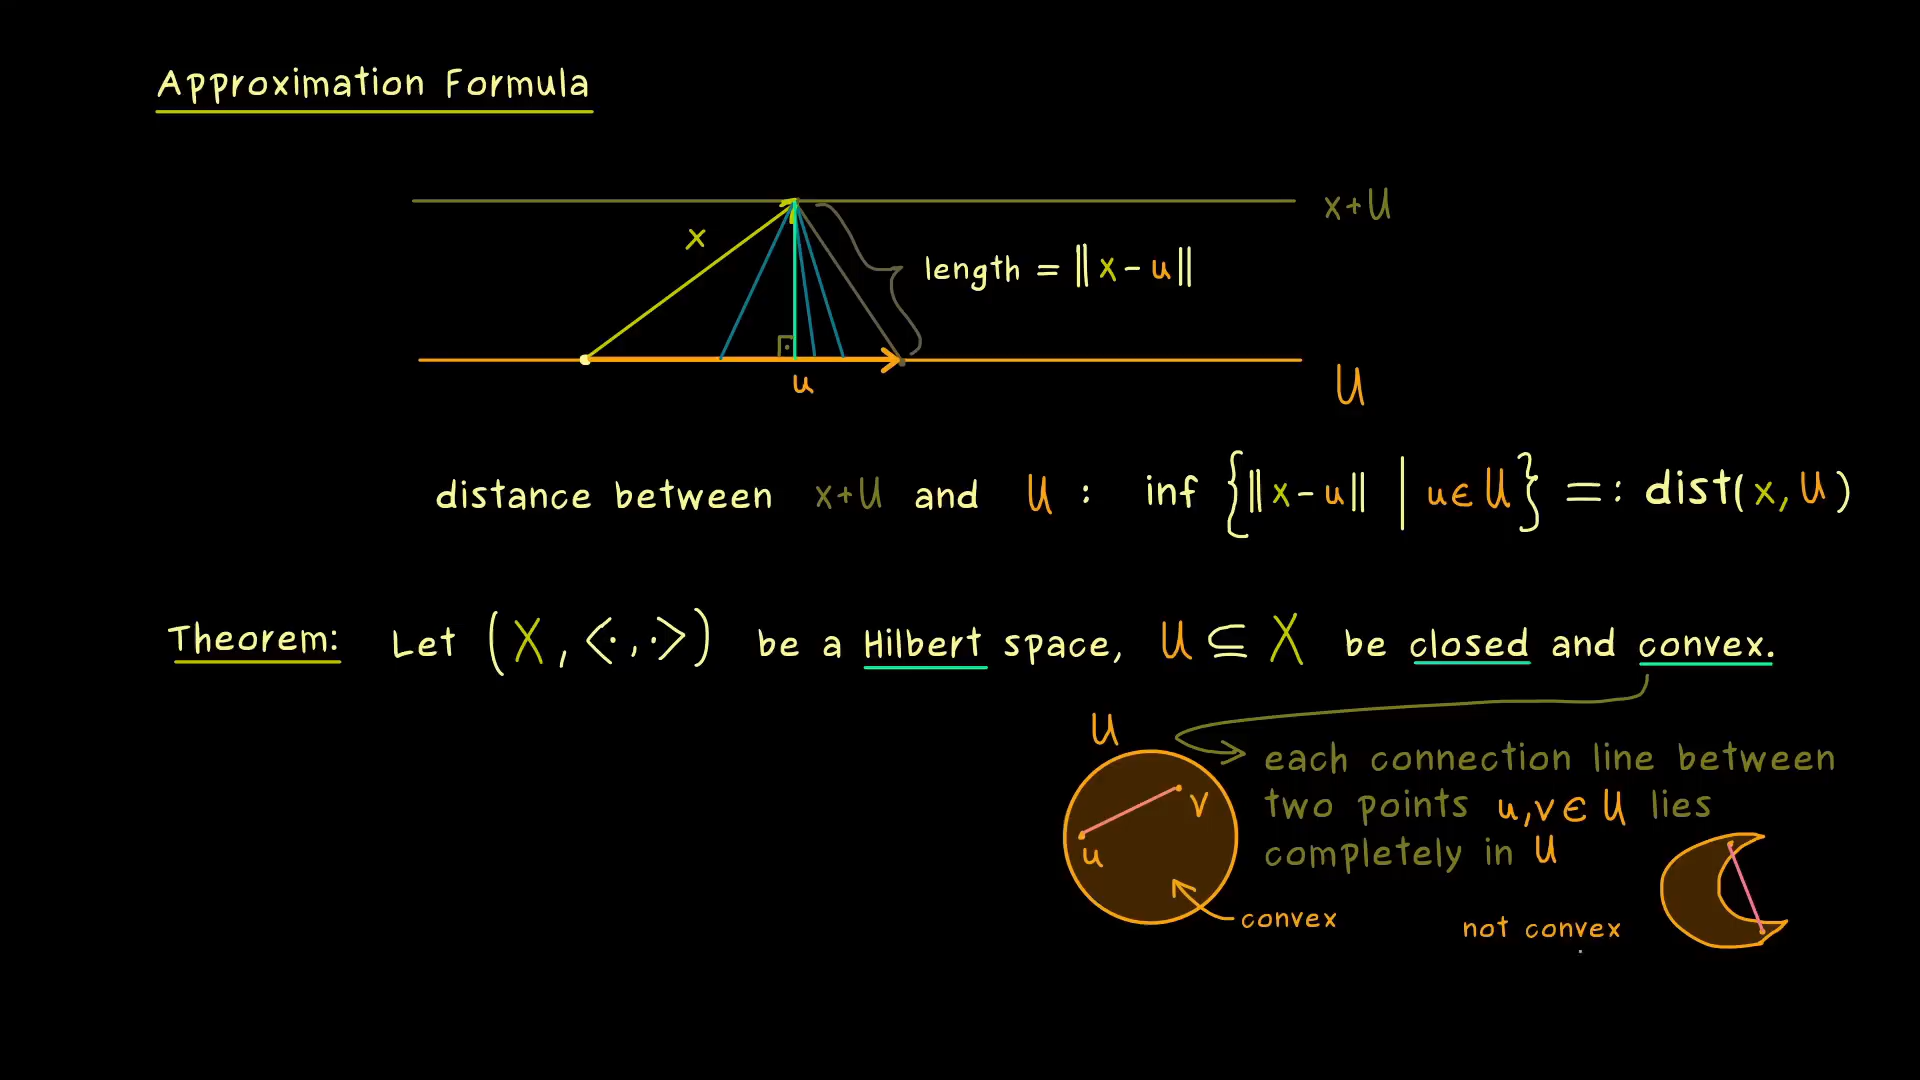 Approximation Formula
x+U
x
length = ||x-u||
u
U
distance between x+U and U : inf {||x-u|| | u∈U} =: dist(x,U)
Theorem: Let (X, <·,·>) be a Hilbert space, U ⊆ X be closed and convex.
U
each connection line between
two points u,v∈U lies
completely in U
v
u
convex
not convex